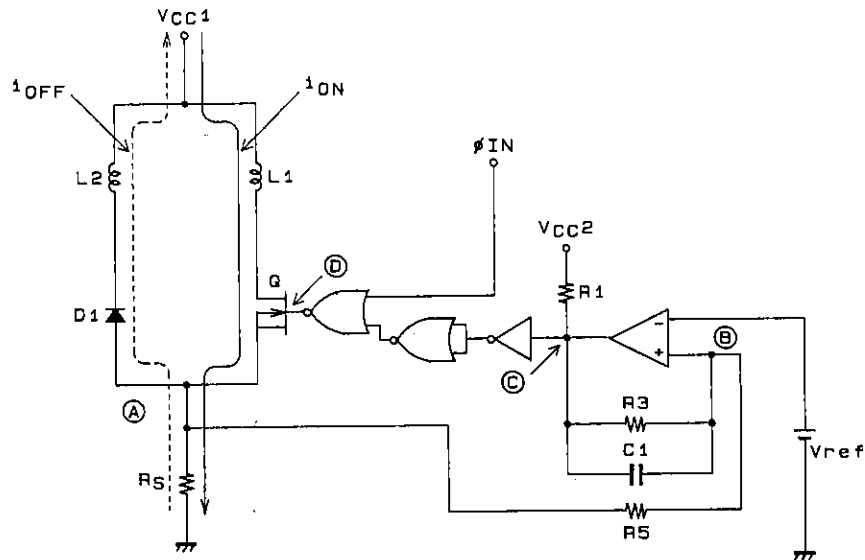 VCC1
iOFF
iON
L2
L1
øIN
VCC2
R1
Q
D
D1
-
+
B
C
A
R3
C1
Vref
RS
R5